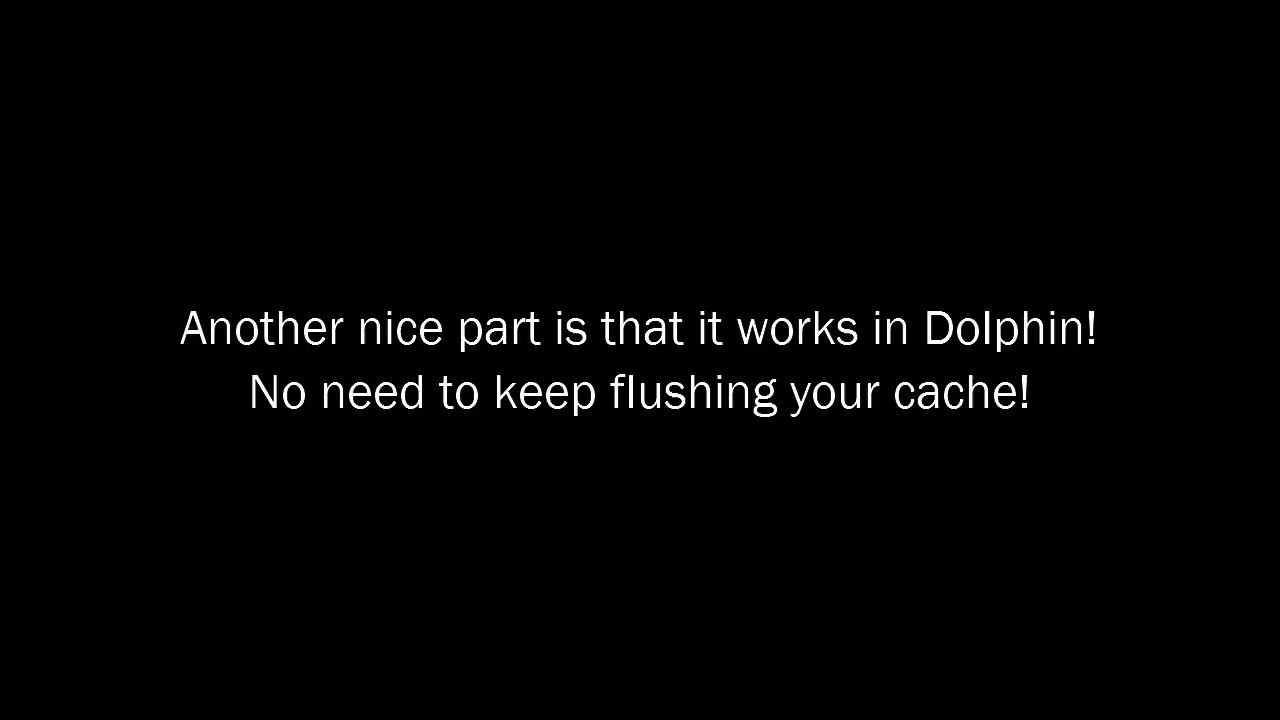 Another nice part is that it works in Dolphin!
No need to keep flushing your cache!